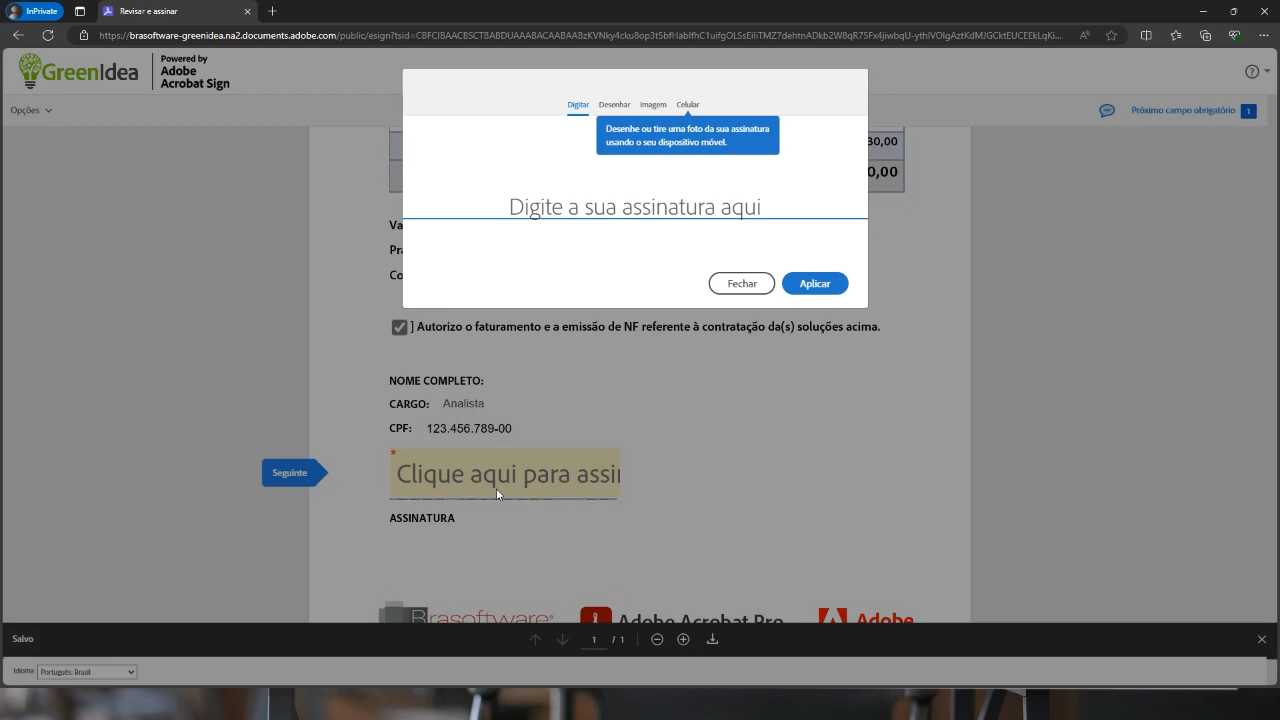 InPrivate
Revisar e assinar
https://brasoftware-greenidea.na2.documents.adobe.com/public/esign?tsid=
GreenIdea
Powered by
Adobe
Acrobat Sign
Opções
Próximo campo obrigatório 1
Digitar Desenhar Imagem Celular
Desenhe ou tire uma foto da sua assinatura
usando o seu dispositivo móvel.
30,00
0,00
Digite a sua assinatura aqui
Va
Pra
Co
Fechar Aplicar
] Autorizo o faturamento e a emissão de NF referente à contratação da(s) soluções acima.
NOME COMPLETO:
CARGO: Analista
CPF: 123.456.789-00
Seguinte
* Clique aqui para assi
ASSINATURA
Brasoftware
Adobe Acrobat Pro
Adobe
Salvo
1 / 1
Idioma Português: Brasil